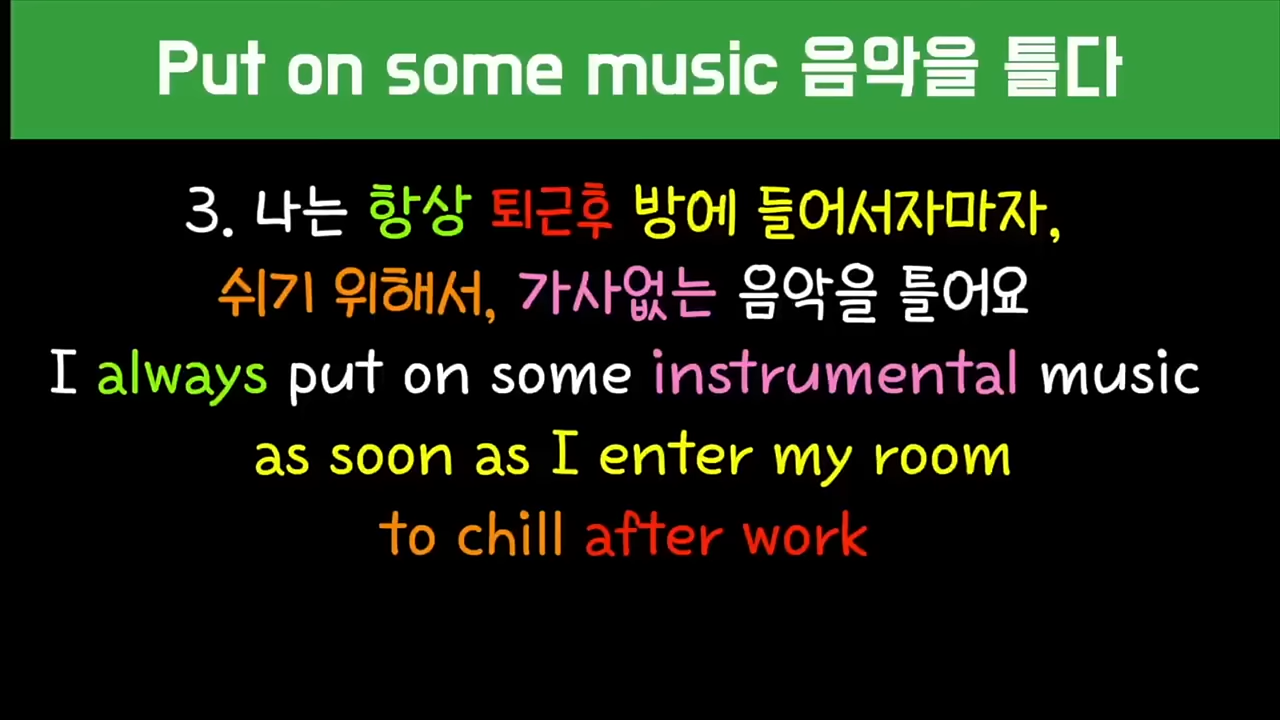 Put on some music 음악을 틀다
3. 나는 항상 퇴근후 방에 들어서자마자,
쉬기 위해서, 가사없는 음악을 틀어요
I always put on some instrumental music
as soon as I enter my room
to chill after work